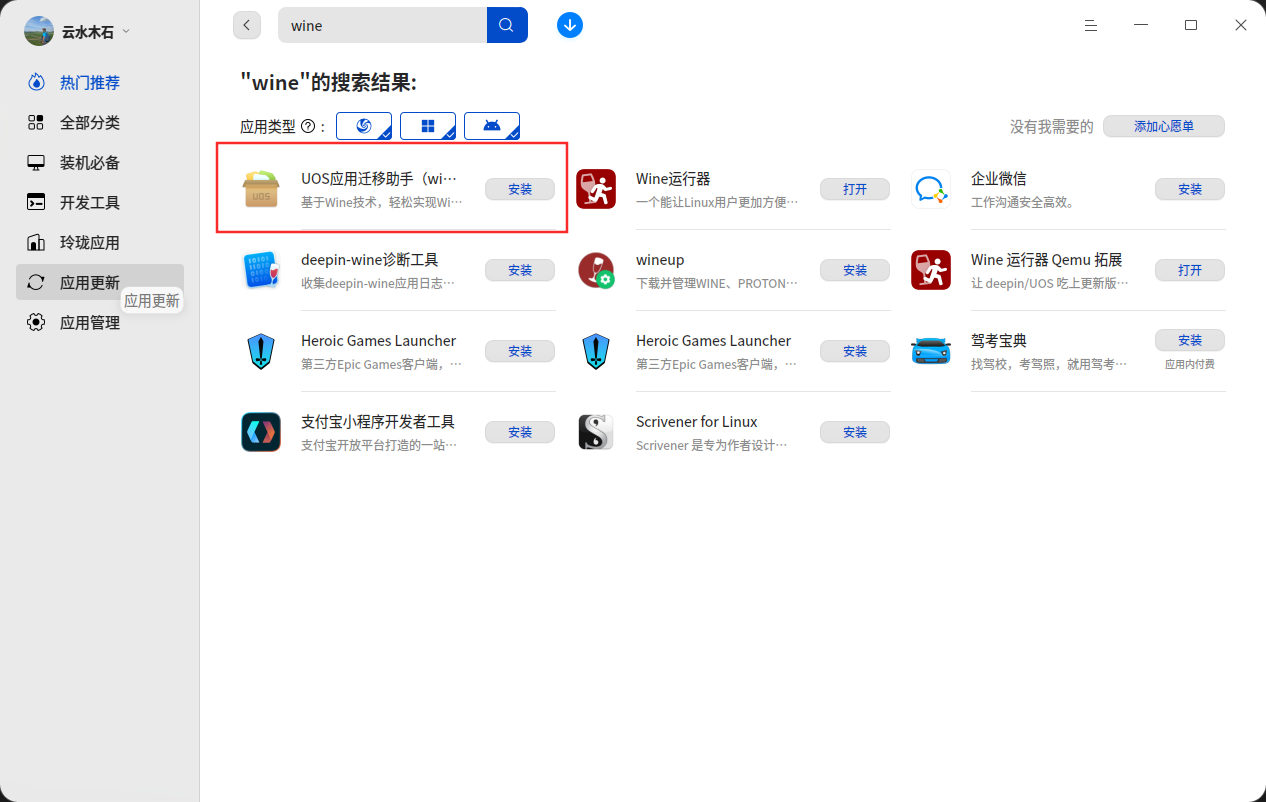 云水木石
wine
热门推荐
全部分类
装机必备
开发工具
玲珑应用
应用更新
应用更新
应用管理
"wine"的搜索结果:
应用类型 :
没有我需要的 添加心愿单
UOS应用迁移助手（wi…
基于Wine技术，轻松实现Wi…
安装
UOS
Wine运行器
一个能让Linux用户更加方便…
打开
企业微信
工作沟通安全高效。
安装
deepin-wine诊断工具
收集deepin-wine应用日志…
安装
wineup
下载并管理WINE、PROTON…
安装
Wine 运行器 Qemu 拓展
让 deepin/UOS 吃上更新版…
打开
Heroic Games Launcher
第三方Epic Games客户端，…
安装
Heroic Games Launcher
第三方Epic Games客户端，…
安装
驾考宝典
找驾校，考驾照，就用驾考…
安装
应用内付费
支付宝小程序开发者工具
支付宝开放平台打造的一站…
安装
Scrivener for Linux
Scrivener 是专为作者设计…
安装